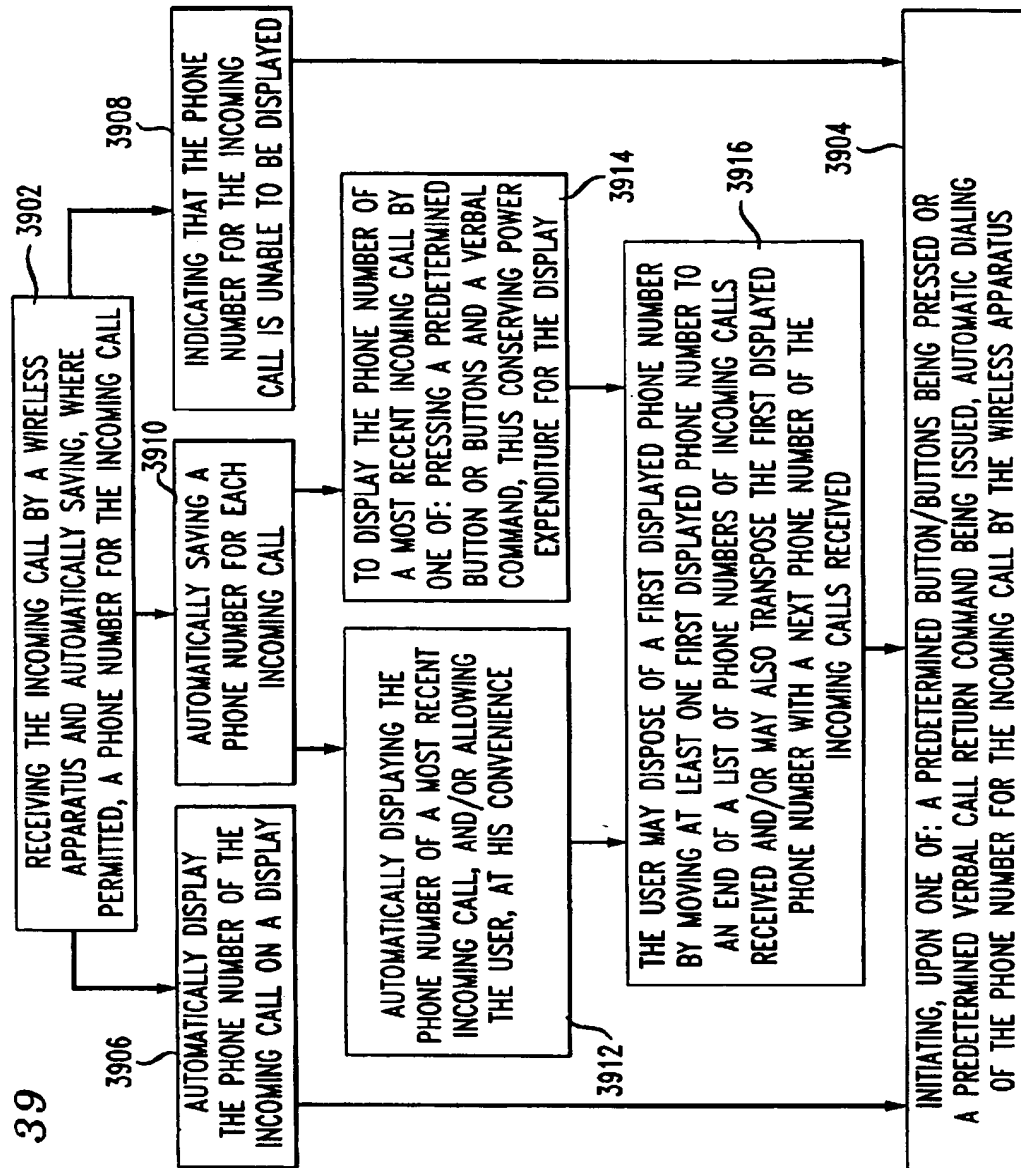 39
3902
RECEIVING THE INCOMING CALL BY A WIRELESS
APPARATUS AND AUTOMATICALLY SAVING, WHERE
PERMITTED, A PHONE NUMBER FOR THE INCOMING CALL
3906
AUTOMATICALLY DISPLAY
THE PHONE NUMBER OF THE
INCOMING CALL ON A DISPLAY
3910
AUTOMATICALLY SAVING A
PHONE NUMBER FOR EACH
INCOMING CALL
3908
INDICATING THAT THE PHONE
NUMBER FOR THE INCOMING
CALL IS UNABLE TO BE DISPLAYED
3912
AUTOMATICALLY DISPLAYING THE
PHONE NUMBER OF A MOST RECENT
INCOMING CALL, AND/OR ALLOWING
THE USER, AT HIS CONVENIENCE
3914
TO DISPLAY THE PHONE NUMBER OF
A MOST RECENT INCOMING CALL BY
ONE OF: PRESSING A PREDETERMINED
BUTTON OR BUTTONS AND A VERBAL
COMMAND, THUS CONSERVING POWER
EXPENDITURE FOR THE DISPLAY
3916
THE USER MAY DISPOSE OF A FIRST DISPLAYED PHONE NUMBER
BY MOVING AT LEAST ONE FIRST DISPLAYED PHONE NUMBER TO
AN END OF A LIST OF PHONE NUMBERS OF INCOMING CALLS
RECEIVED AND/OR MAY ALSO TRANSPOSE THE FIRST DISPLAYED
PHONE NUMBER WITH A NEXT PHONE NUMBER OF THE
INCOMING CALLS RECEIVED
3904
INITIATING, UPON ONE OF: A PREDETERMINED BUTTON/BUTTONS BEING PRESSED OR
A PREDETERMINED VERBAL CALL RETURN COMMAND BEING ISSUED, AUTOMATIC DIALING
OF THE PHONE NUMBER FOR THE INCOMING CALL BY THE WIRELESS APPARATUS